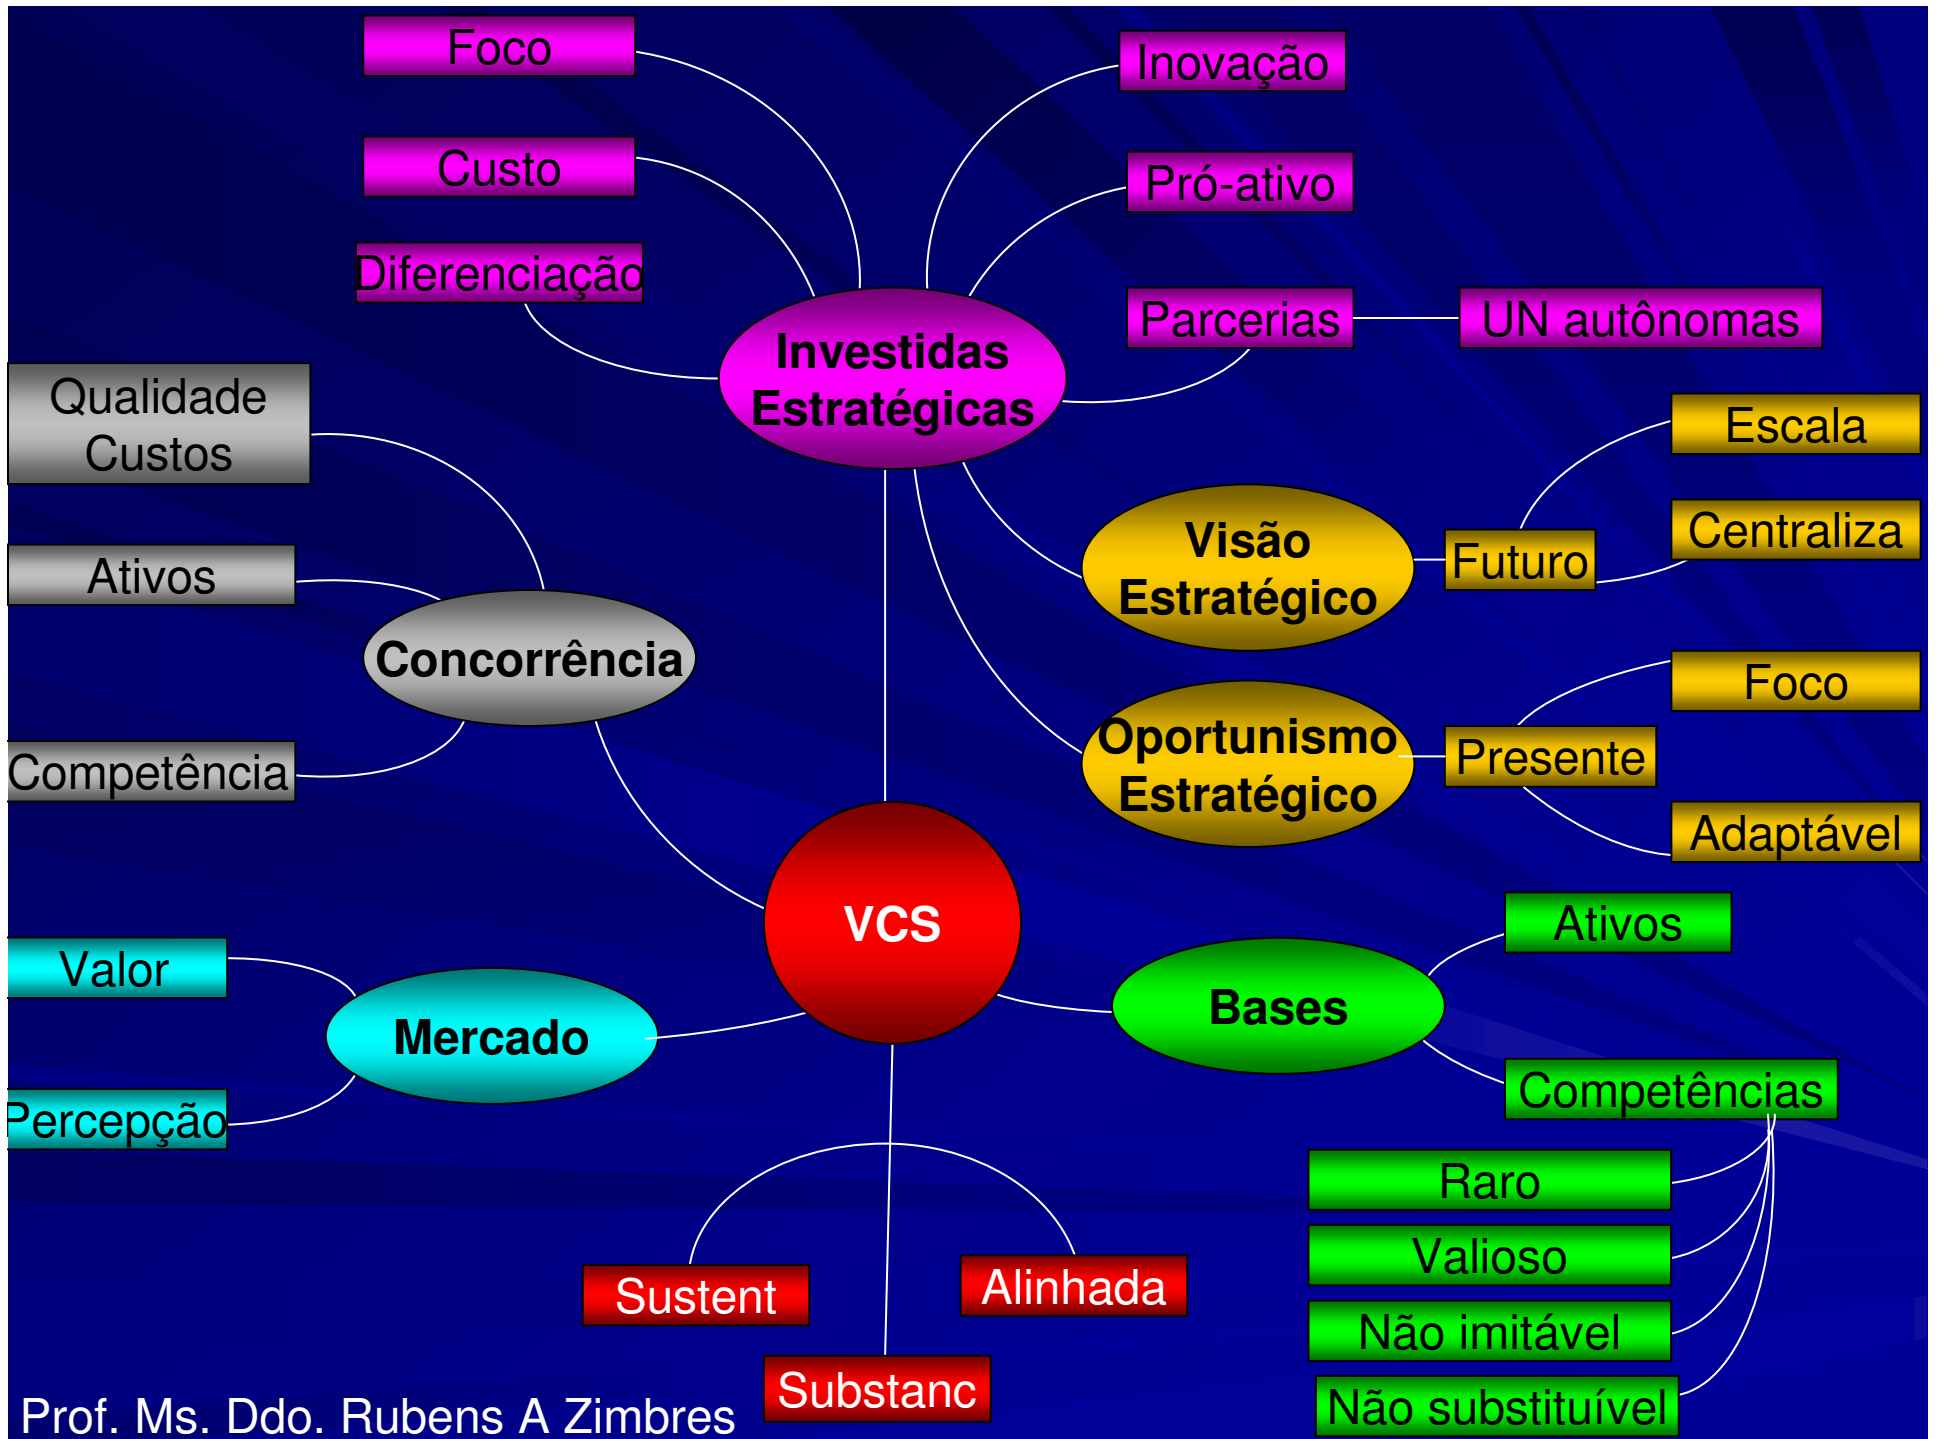 Foco
Inovação
Custo
Pró-ativo
Diferenciação
Parcerias
UN autônomas
Investidas
Estratégicas
Qualidade
Custos
Escala
Visão
Estratégico
Futuro
Centraliza
Ativos
Concorrência
Foco
Oportunismo
Estratégico
Presente
Competência
Adaptável
VCS
Ativos
Valor
Bases
Mercado
Competências
Percepção
Raro
Valioso
Sustent
Alinhada
Não imitável
Substanc
Não substituível
Prof. Ms. Ddo. Rubens A Zimbres